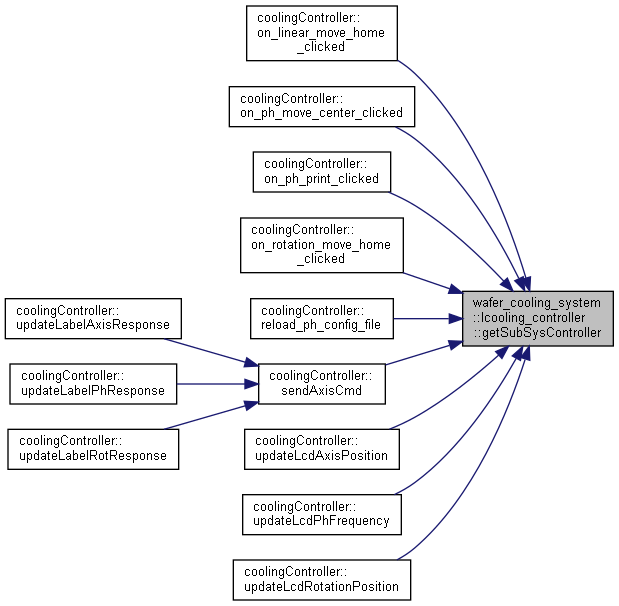 coolingController::
on_linear_move_home
_clicked
coolingController::
on_ph_move_center_clicked
coolingController::
on_ph_print_clicked
coolingController::
on_rotation_move_home
_clicked
wafer_cooling_system
::Icooling_controller
::getSubSysController
coolingController::
updateLabelAxisResponse
coolingController::
reload_ph_config_file
coolingController::
updateLabelPhResponse
coolingController::
sendAxisCmd
coolingController::
updateLabelRotResponse
coolingController::
updateLcdAxisPosition
coolingController::
updateLcdPhFrequency
coolingController::
updateLcdRotationPosition